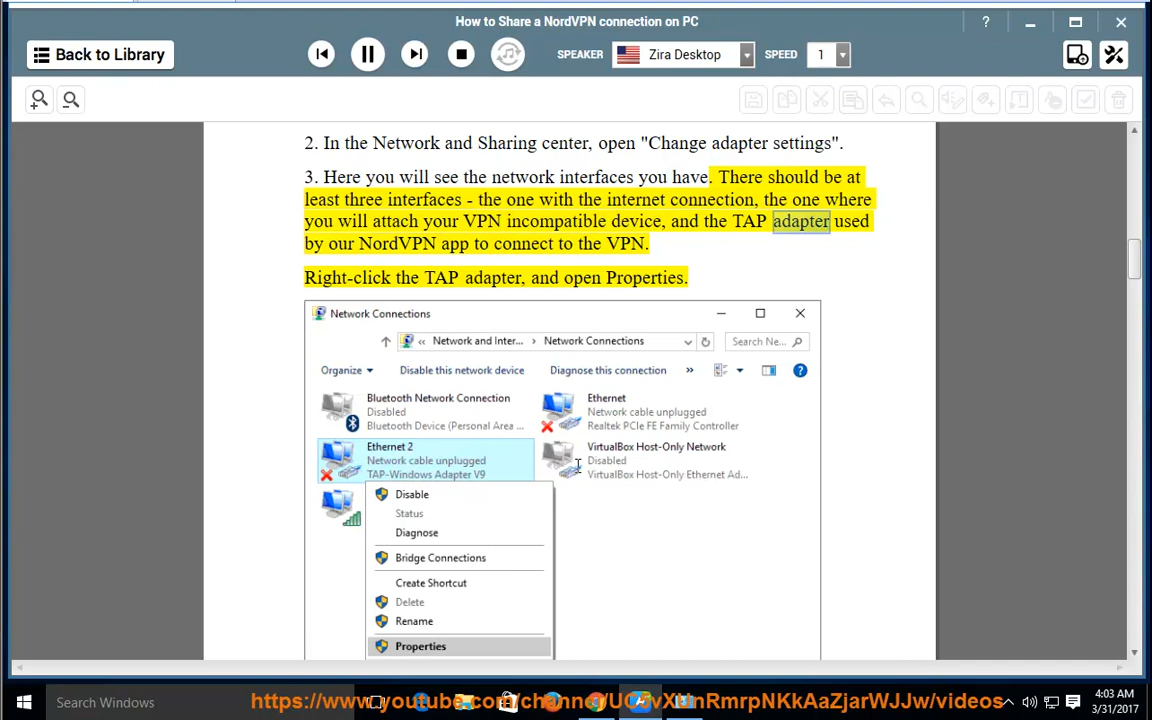 How to Share a NordVPN connection on PC
?
Back to Library
SPEAKER
Zira Desktop
SPEED
1
2. In the Network and Sharing center, open "Change adapter settings".
3. Here you will see the network interfaces you have. There should be at
least three interfaces - the one with the internet connection, the one where
you will attach your VPN incompatible device, and the TAP adapter used
by our NordVPN app to connect to the VPN.
Right-click the TAP adapter, and open Properties.
Network Connections
« Network and Inter... > Network Connections
Search Ne...
Organize
Disable this network device
Diagnose this connection
»
?
Bluetooth Network Connection
Disabled
Bluetooth Device (Personal Area ...
Ethernet
Network cable unplugged
Realtek PCIe FE Family Controller
Ethernet 2
Network cable unplugged
TAP-Windows Adapter V9
VirtualBox Host-Only Network
Disabled
VirtualBox Host-Only Ethernet Ad...
Disable
Status
Diagnose
Bridge Connections
Create Shortcut
Delete
Rename
Properties
Search Windows
4:03 AM
3/31/2017